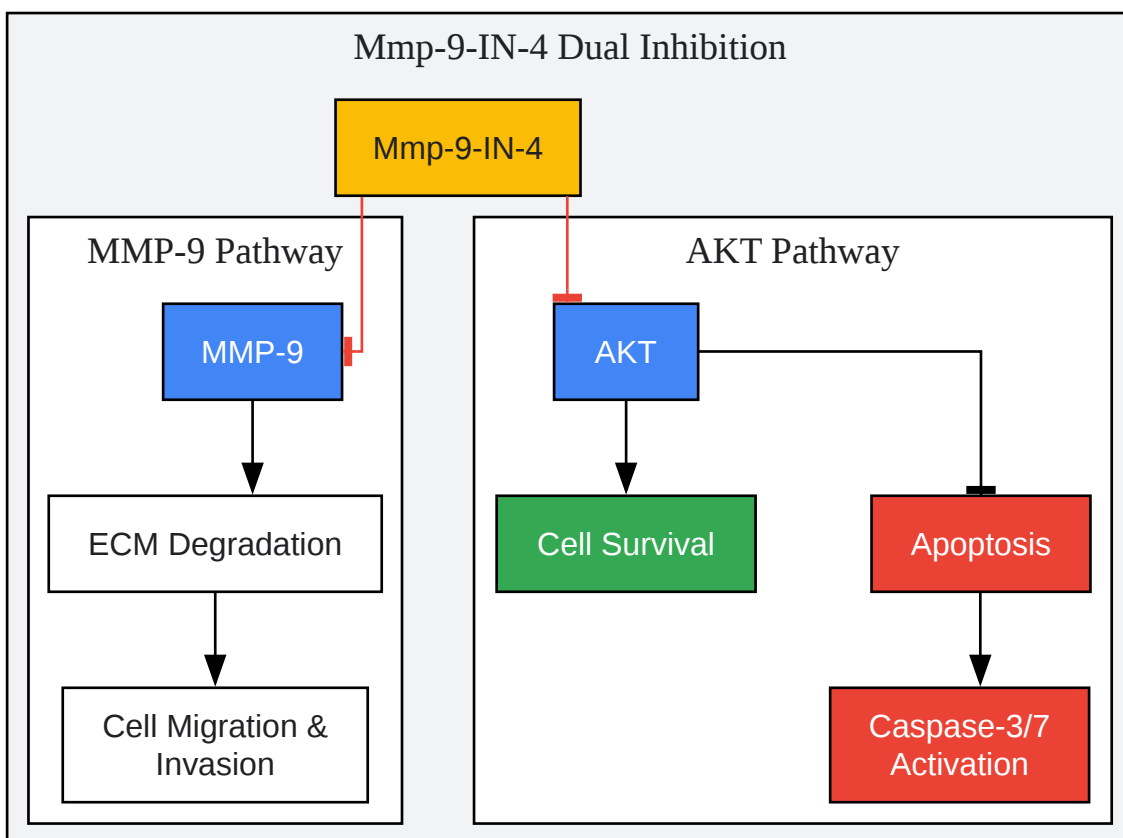 Mmp-9-IN-4 Dual Inhibition
Mmp-9-IN-4
MMP-9 Pathway
AKT Pathway
MMP-9
AKT
ECM Degradation
Cell Survival
Apoptosis
Cell Migration &
Invasion
Caspase-3/7
Activation